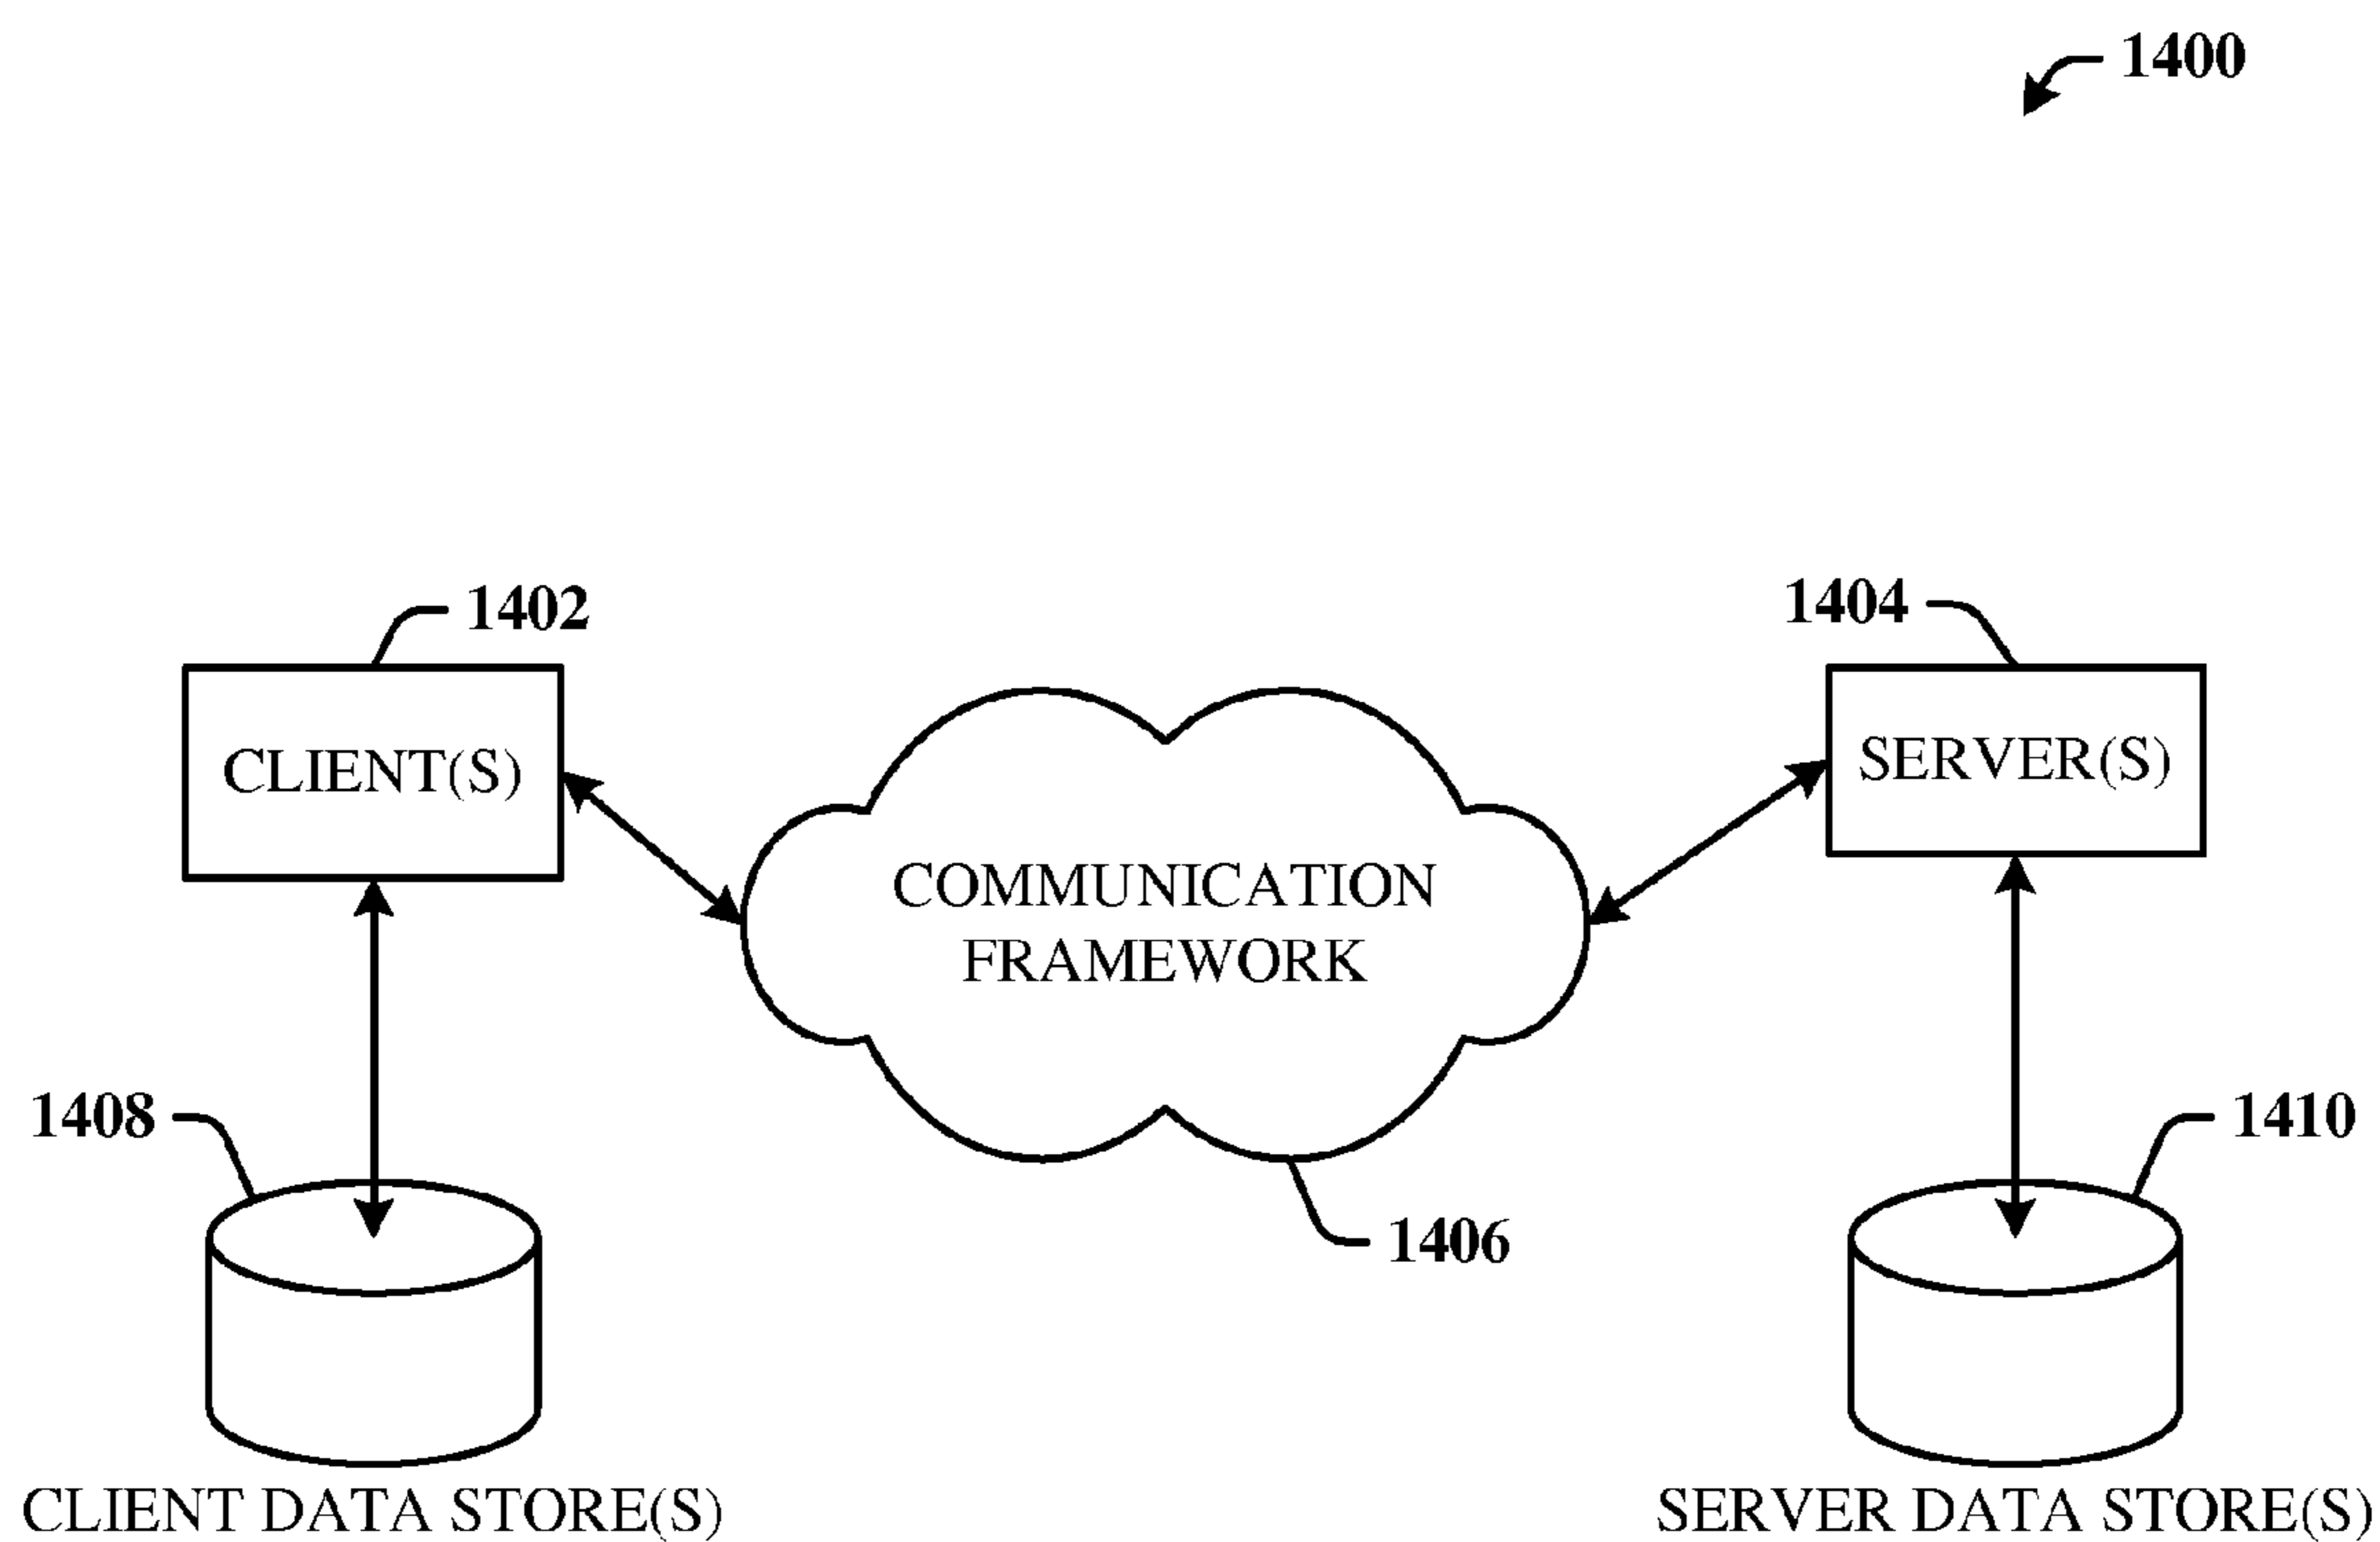 1400
1402
1404
CLIENT(S)
SERVER(S)
COMMUNICATION
FRAMEWORK
1408
1410
1406
CLIENT DATA STORE(S)
SERVER DATA STORE(S)